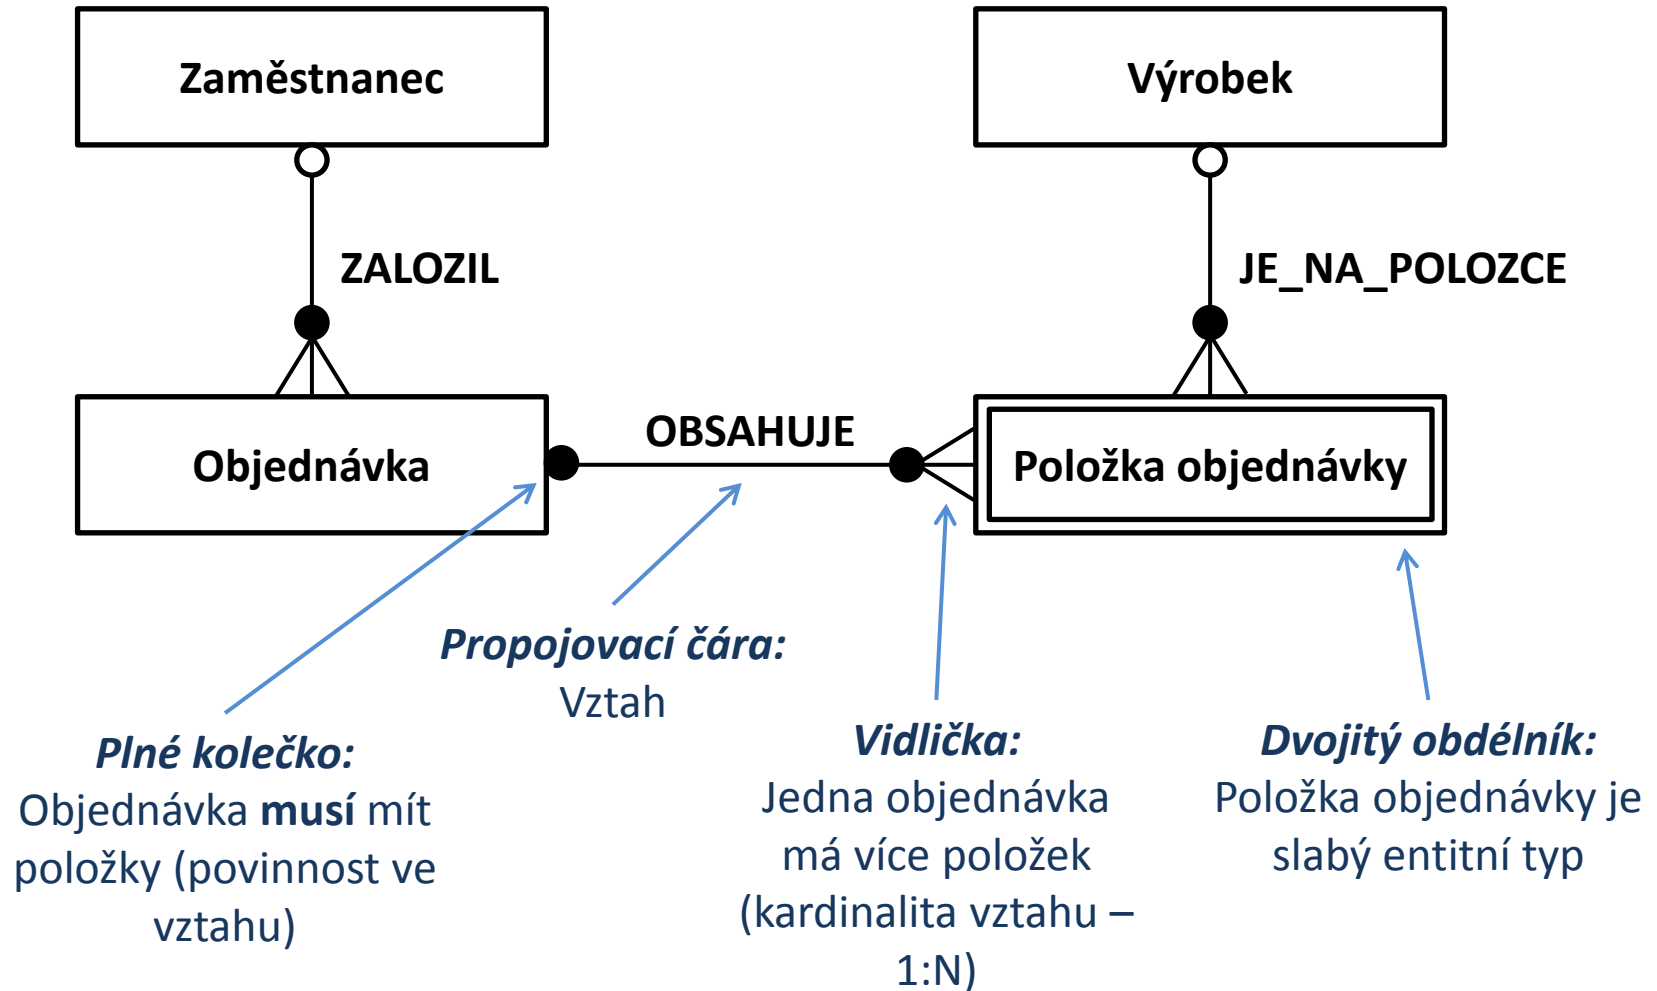 Zaměstnanec
Výrobek
ZALOZIL
JE_NA_POLOZCE
OBSAHUJE
Objednávka
Položka objednávky
Propojovací čára:
Vztah
Plné kolečko:
Objednávka musí mít
položky (povinnost ve
vztahu)
Vidlička:
Jedna objednávka
má více položek
(kardinalita vztahu –
1:N)
Dvojitý obdélník:
Položka objednávky je
slabý entitní typ